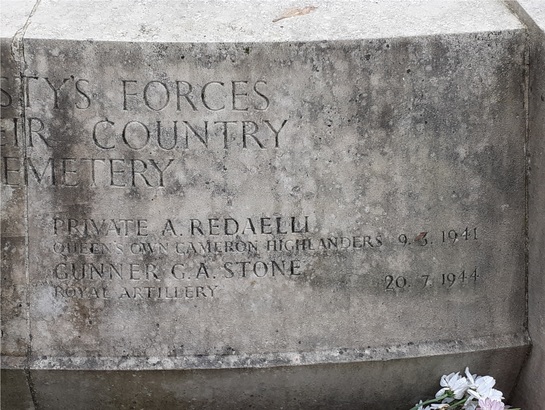 STY'S FORCES
EIR COUNTRY
EMETERY
PRIVATE A. REDAELLI
QUEEN'S OWN CAMERON HIGHLANDERS 9. 3. 1941
GUNNER G. A. STONE
ROYAL ARTILLERY 20. 7. 1944